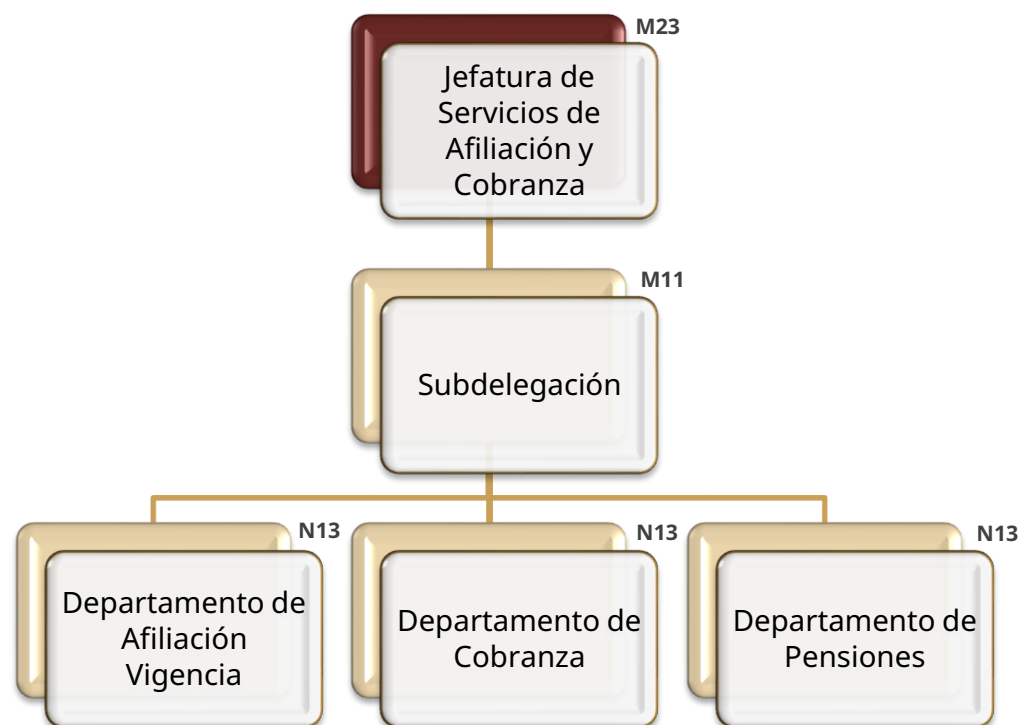 M23
Jefatura de
Servicios de
Afiliación y
Cobranza
M11
Subdelegación
N13
Departamento de
Afiliación
Vigencia
N13
Departamento de
Cobranza
N13
Departamento de
Pensiones